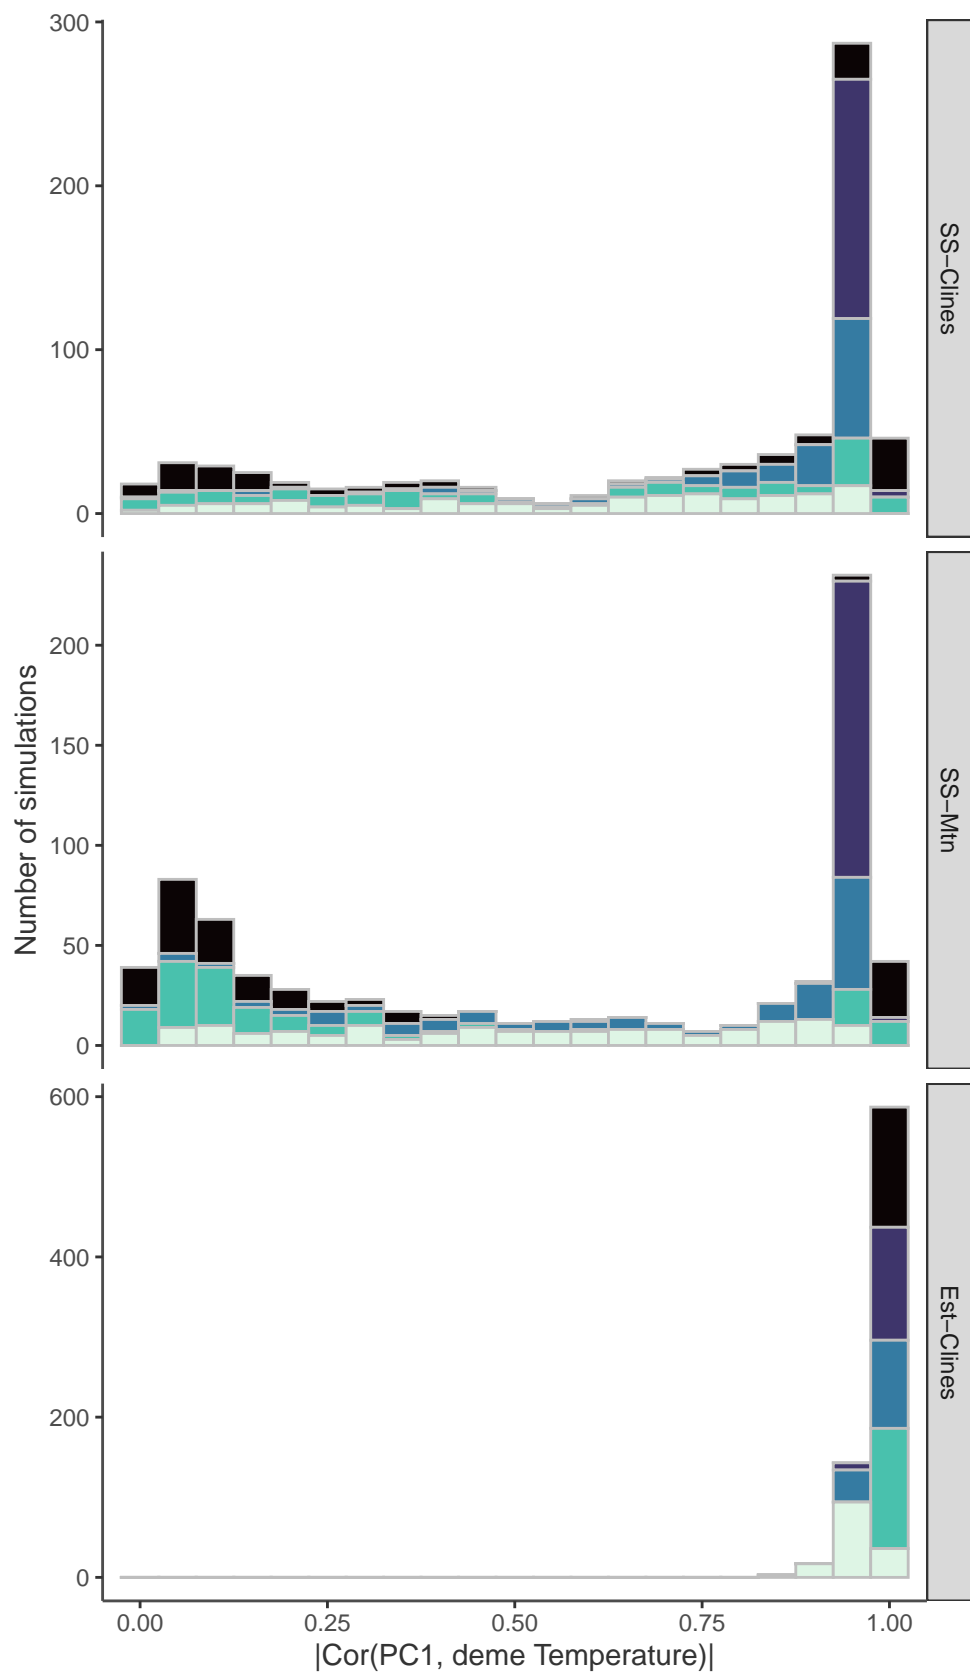 300
200
100
0
SS−Clines
200
150
100
50
0
SS−Mtn
600
400
200
0
Est−Clines
Number of simulations
0.00 0.25 0.50 0.75 1.00
|Cor(PC1, deme Temperature)|